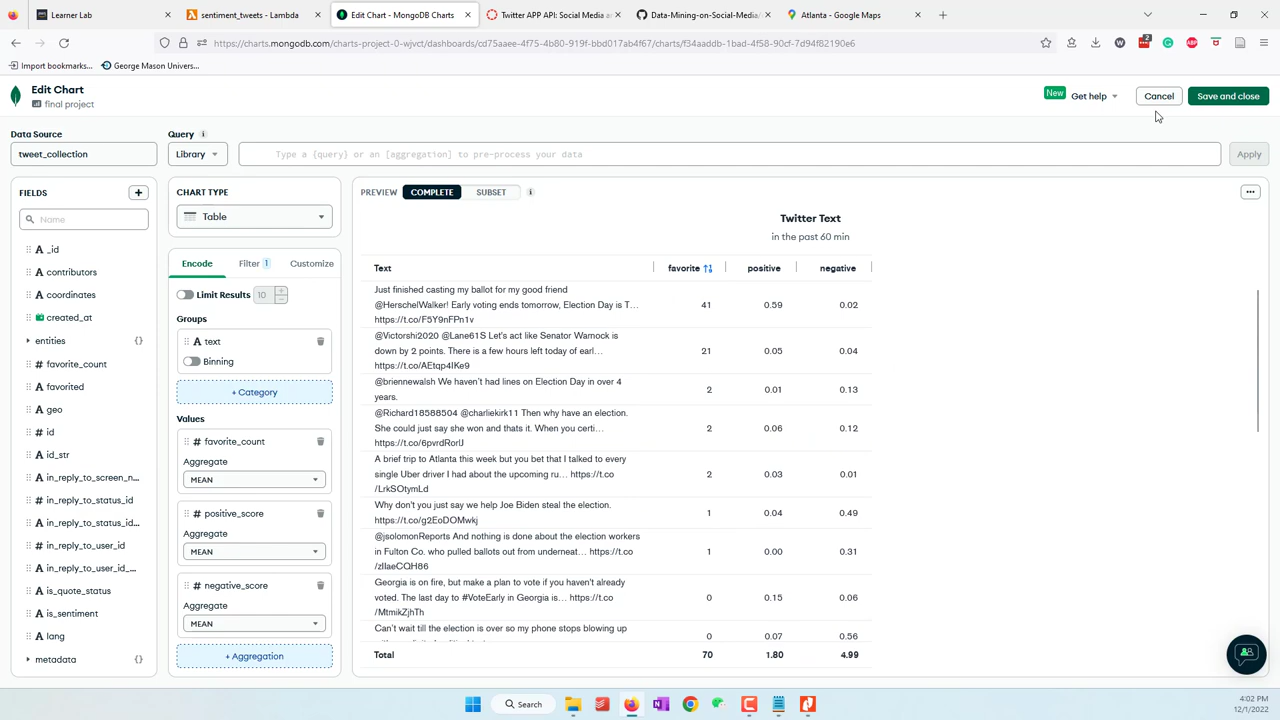 Learner Lab
sentiment_tweets - Lambda
Edit Chart - MongoDB Charts
Twitter APP API: Social Media an
Data-Mining-on-Social-Media/
Atlanta - Google Maps
https://charts.mongodb.com/charts-project-0-wjvct/dashboards/cd75aaee-4f75-4b80-919f-bbd017ab4f67/charts/f34aaddb-1bad-4f58-90cf-7d94f82190e6
2
Import bookmarks...
George Mason Univers...
Edit Chart
final project
New
Get help
Cancel
Save and close
Data Source
Query
tweet_collection
Library
Type a {query} or an [aggregation] to pre-process your data
Apply
FIELDS
Name
_id
contributors
coordinates
created_at
entities {}
favorite_count
favorited
geo
id
id_str
in_reply_to_screen_n...
in_reply_to_status_id
in_reply_to_status_id...
in_reply_to_user_id
in_reply_to_user_id_...
is_quote_status
is_sentiment
lang
metadata {}
CHART TYPE
Table
Encode
Filter 1
Customize
Limit Results 10
Groups
text
Binning
+ Category
Values
favorite_count
Aggregate
MEAN
positive_score
Aggregate
MEAN
negative_score
Aggregate
MEAN
+ Aggregation
PREVIEW COMPLETE SUBSET
Twitter Text
in the past 60 min
Text favorite positive negative
Just finished casting my ballot for my good friend
@HerschelWalker! Early voting ends tomorrow, Election Day is T... 41 0.59 0.02
https://t.co/F5Y9nFPn1v
@Victorshi2020 @Lane61S Let's act like Senator Warnock is
down by 2 points. There is a few hours left today of earl... 21 0.05 0.04
https://t.co/AEtqp4IKe9
@briennewalsh We haven't had lines on Election Day in over 4 2 0.01 0.13
years.
@Richard18588504 @charliekirk11 Then why have an election.
She could just say she won and thats it. When you certi... 2 0.06 0.12
https://t.co/6pvrdRorlJ
A brief trip to Atlanta this week but you bet that I talked to every
single Uber driver I had about the upcoming ru... https://t.co 2 0.03 0.01
/LrkSOtymLd
Why don't you just say we help Joe Biden steal the election. 1 0.04 0.49
https://t.co/g2EoDOMwkj
@jsolomonReports And nothing is done about the election workers
in Fulton Co. who pulled ballots out from underneat... https://t.co 1 0.00 0.31
/zIIaeCQH86
Georgia is on fire, but make a plan to vote if you haven't already
voted. The last day to #VoteEarly in Georgia is... https://t.co 0 0.15 0.06
/MtmikZjhTh
Can't wait till the election is over so my phone stops blowing up 0 0.07 0.56
Total 70 1.80 4.99
Search
4:02 PM
12/1/2022